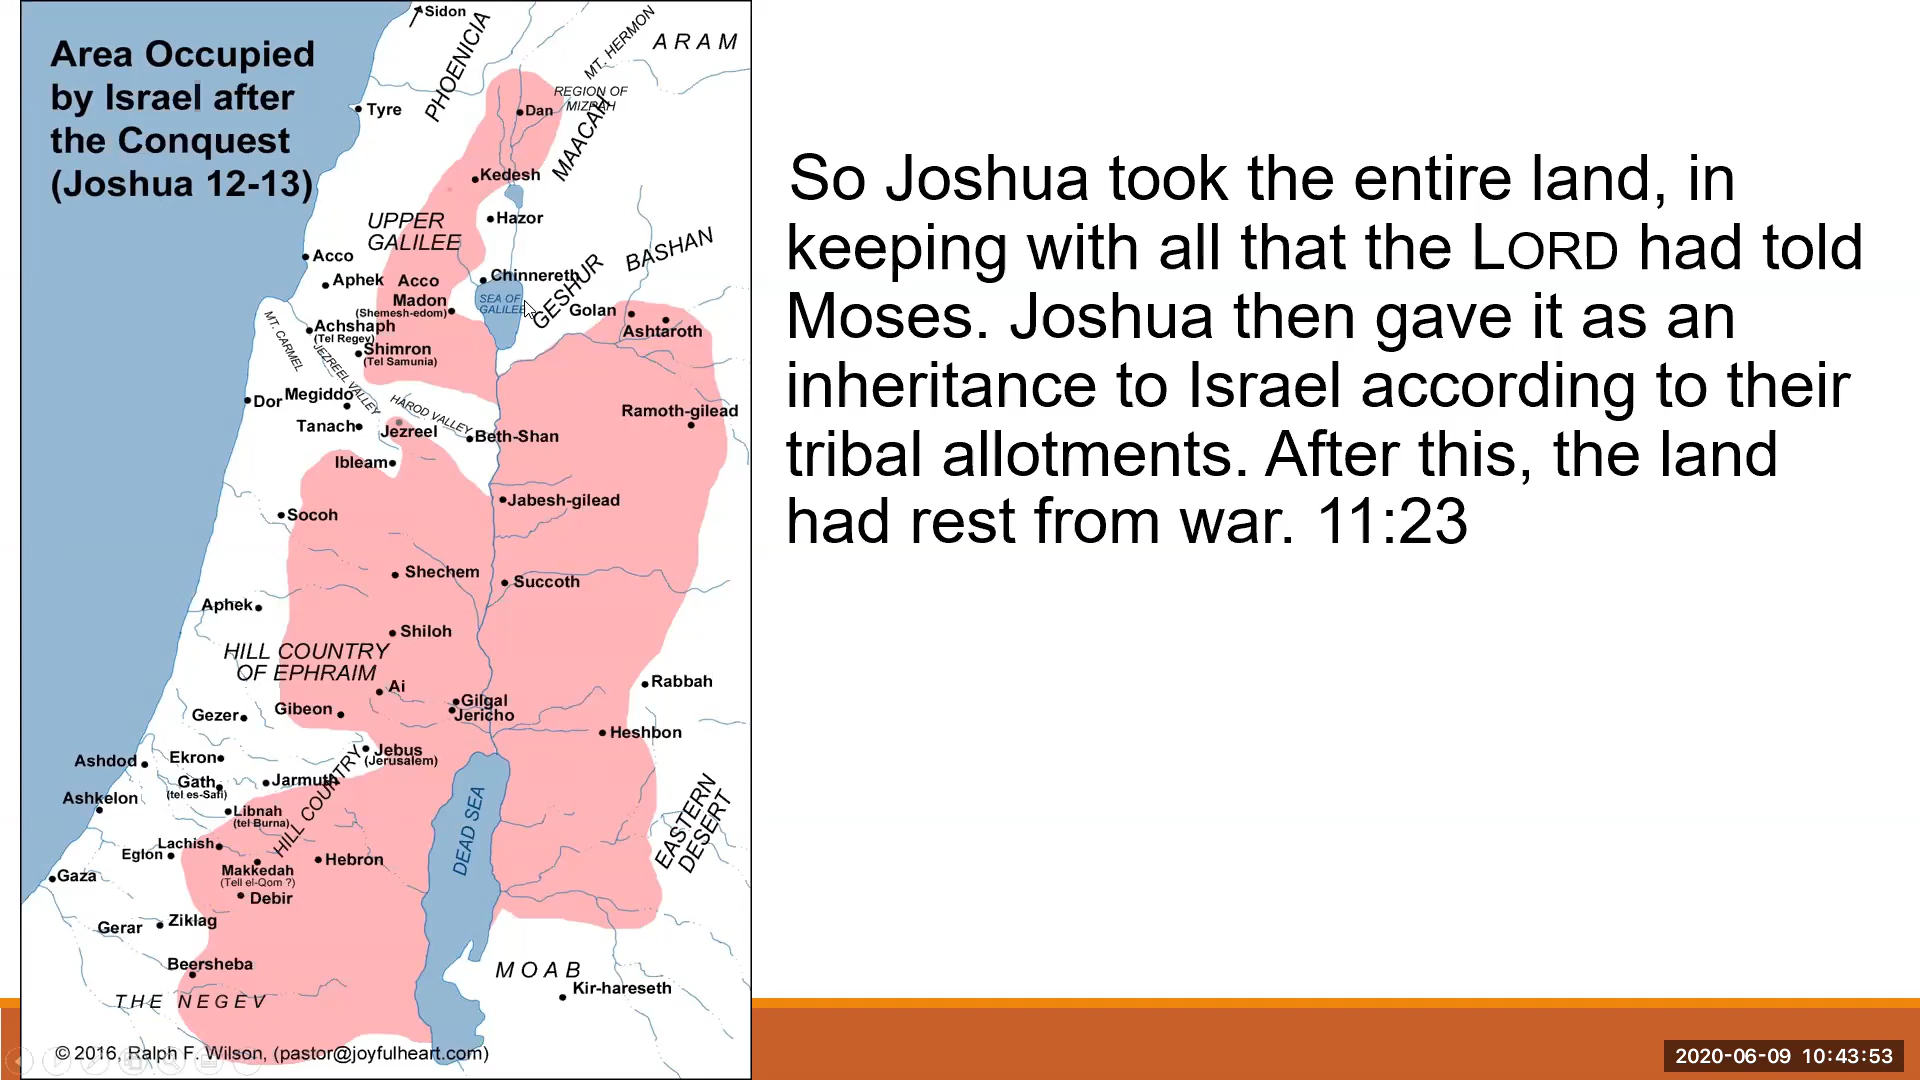 Area Occupied
by Israel after
the Conquest
(Joshua 12-13)
Sidon
PHOENICIA
MT. HERMON
ARAM
Tyre
REGION OF
MIZPAH
Dan
MAACAH
Kedesh
UPPER
GALILEE
Hazor
BASHAN
Acco
Aphek
Acco
Chinnereth
GESHUR
Madon
(Shemesh-edom)
SEA OF
GALILEE
Golan
Ashtaroth
MT. CARMEL
Achshaph
(Tel Regev)
JEZREEL VALLEY
Shimron
(Tel Samunia)
Dor
Megiddo
HAROD VALLEY
Ramoth-gilead
Tanach
Jezreel
Beth-Shan
Ibleam
Jabesh-gilead
Socoh
Shechem
Succoth
Aphek
Shiloh
HILL COUNTRY
OF EPHRAIM
Ai
Rabbah
Gilgal
Jericho
Gezer
Gibeon
Heshbon
Jebus
(Jerusalem)
Ashdod
Ekron
Gath
(tel es-Safi)
Jarmuth
HILL COUNTRY
Ashkelon
Libnah
(tel Burna)
DEAD SEA
EASTERN
DESERT
Lachish
Eglon
Hebron
Makkedah
(Tell el-Qom ?)
Gaza
Debir
Ziklag
Gerar
Beersheba
MOAB
Kir-hareseth
THE NEGEV
© 2016, Ralph F. Wilson, (pastor@joyfulheart.com)
So Joshua took the entire land, in
keeping with all that the LORD had told
Moses. Joshua then gave it as an
inheritance to Israel according to their
tribal allotments. After this, the land
had rest from war. 11:23
2020-06-09 10:43:53